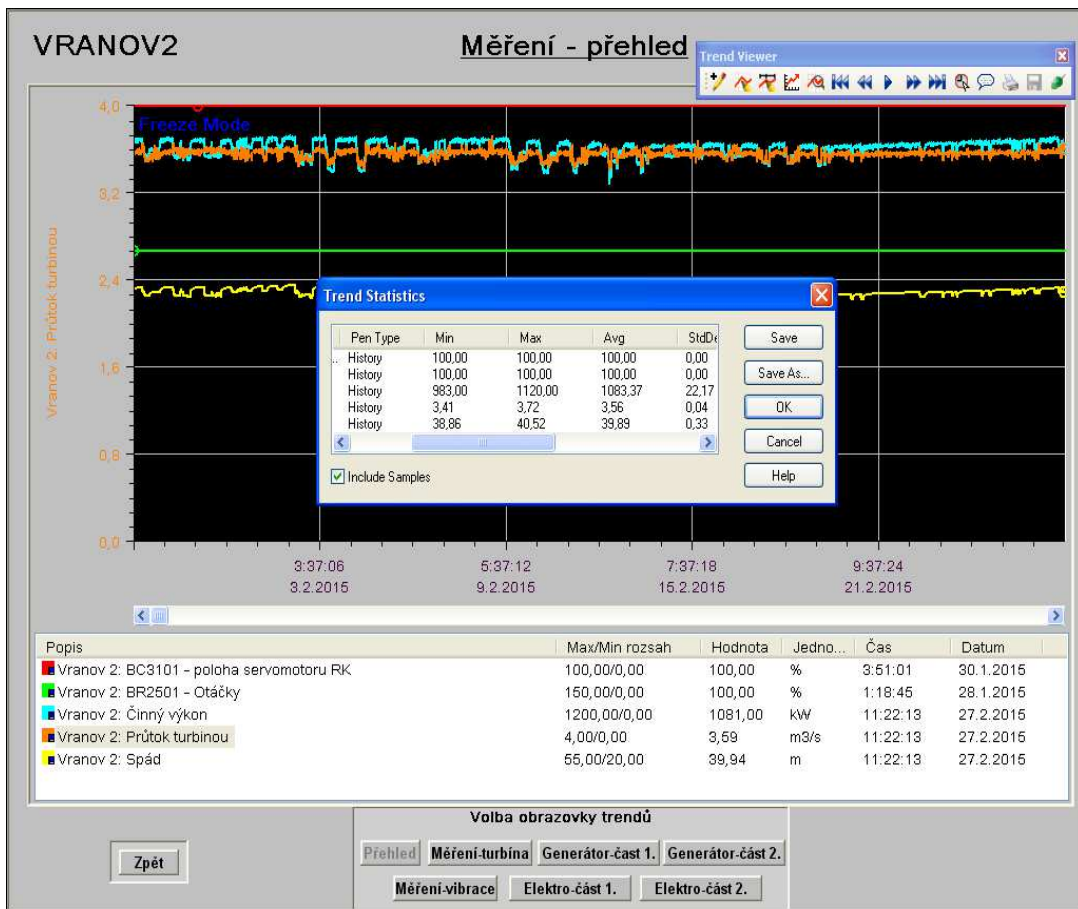 VRANOV2
Měření - přehled
Trend Viewer
Freeze Mode
4,0
3,2
2,4
1,6
0,8
0,0
Vranov 2. Průtok turbinou
Trend Statistics
Pen Type Min Max Avg StdDe
.. History 100,00 100,00 100,00 0,00
History 100,00 100,00 100,00 0,00
History 983,00 1120,00 1083,37 22,17
History 3,41 3,72 3,56 0,04
History 38,86 40,52 39,89 0,33
Include Samples
Save
Save As...
OK
Cancel
Help
3:37:06 5:37:12 7:37:18 9:37:24
3.2.2015 9.2.2015 15.2.2015 21.2.2015
Popis Max/Min rozsah Hodnota Jedno... Čas Datum
Vranov 2: BC3101 - poloha servomotoru RK 100,00/0,00 100,00 % 3:51:01 30.1.2015
Vranov 2: BR2501 - Otáčky 150,00/0,00 100,00 % 1:18:45 28.1.2015
Vranov 2: Činný výkon 1200,00/0,00 1081,00 kW 11:22:13 27.2.2015
Vranov 2: Průtok turbinou 4,00/0,00 3,59 m3/s 11:22:13 27.2.2015
Vranov 2: Spád 55,00/20,00 39,94 m 11:22:13 27.2.2015
Volba obrazovky trendů
Zpět
Přehled Měření-turbína Generátor-čast 1. Generátor-část 2.
Měření-vibrace Elektro-část 1. Elektro-část 2.